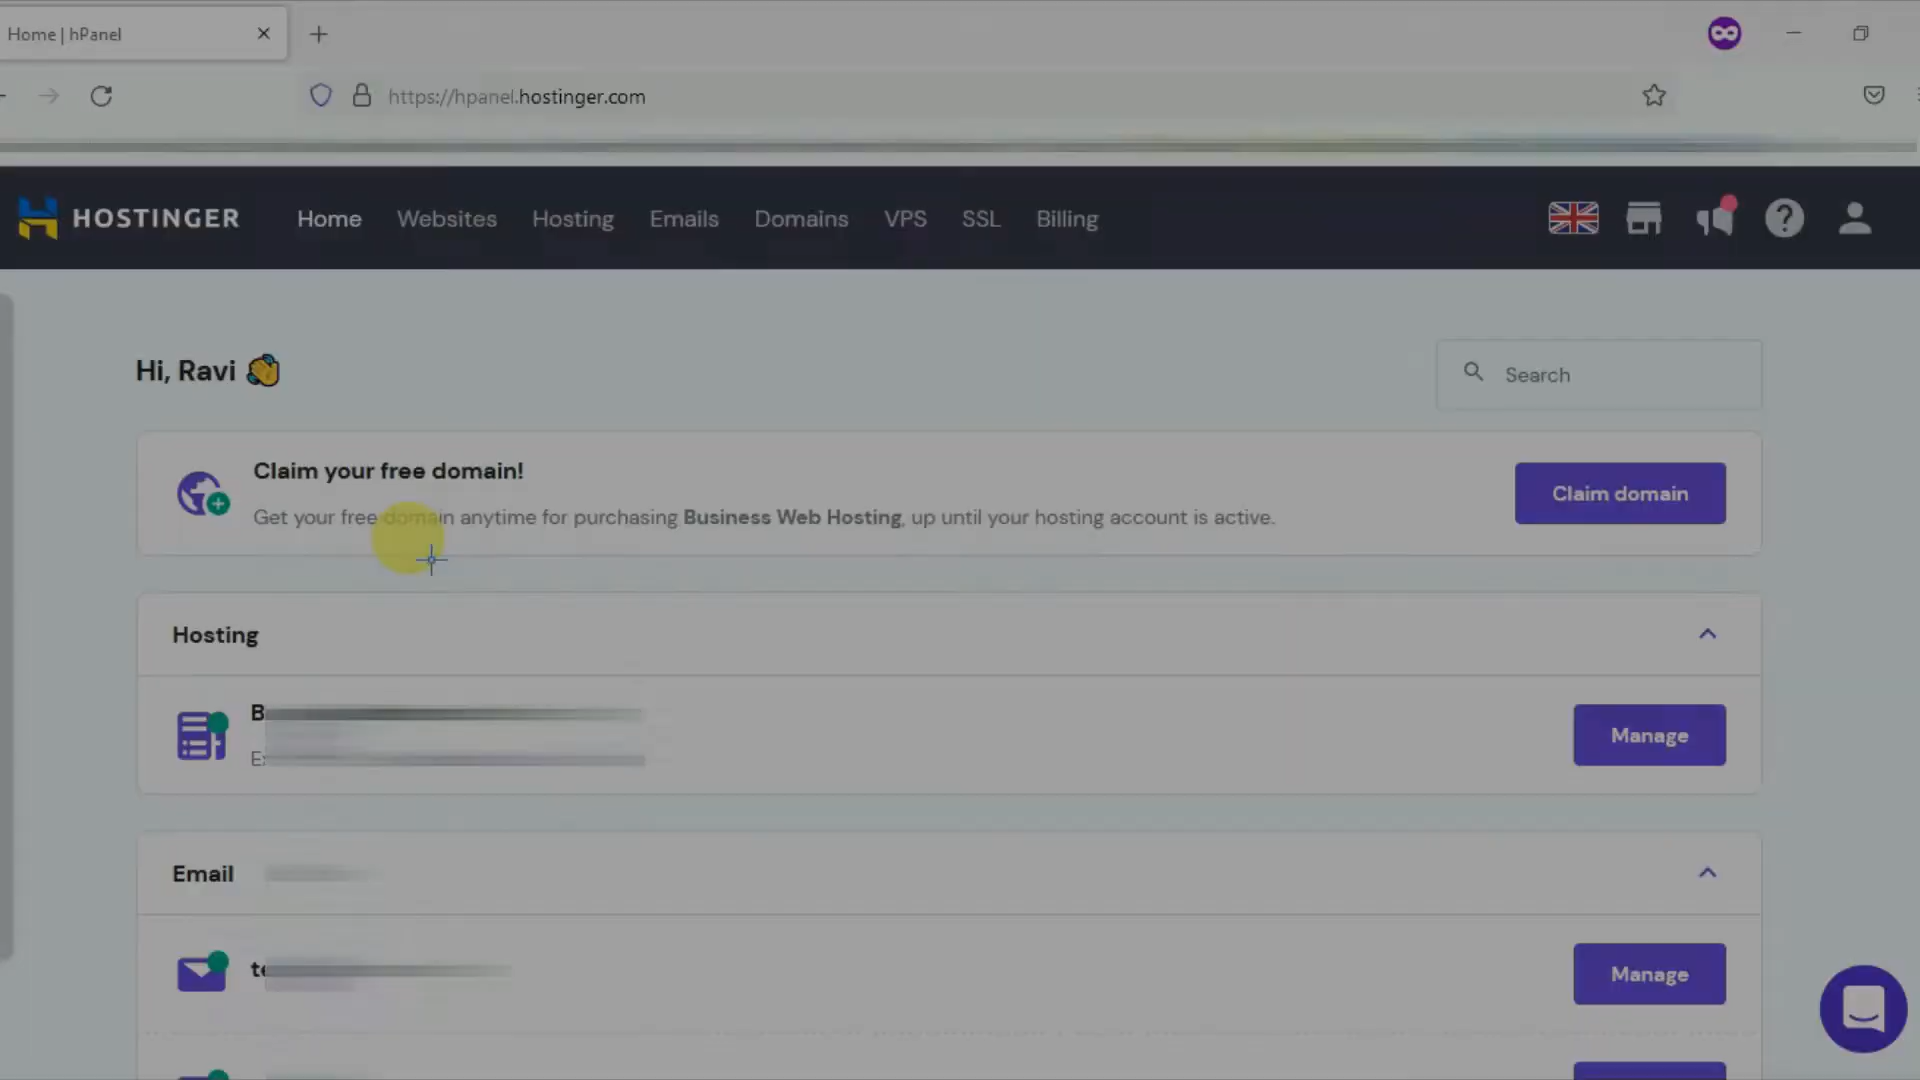 Home | hPanel
https://hpanel.hostinger.com
HOSTINGER Home Websites Hosting Emails Domains VPS SSL Billing
Hi, Ravi 👏
Search
Claim your free domain!
Get your free domain anytime for purchasing Business Web Hosting, up until your hosting account is active.
Claim domain
Hosting
Manage
Email
Manage